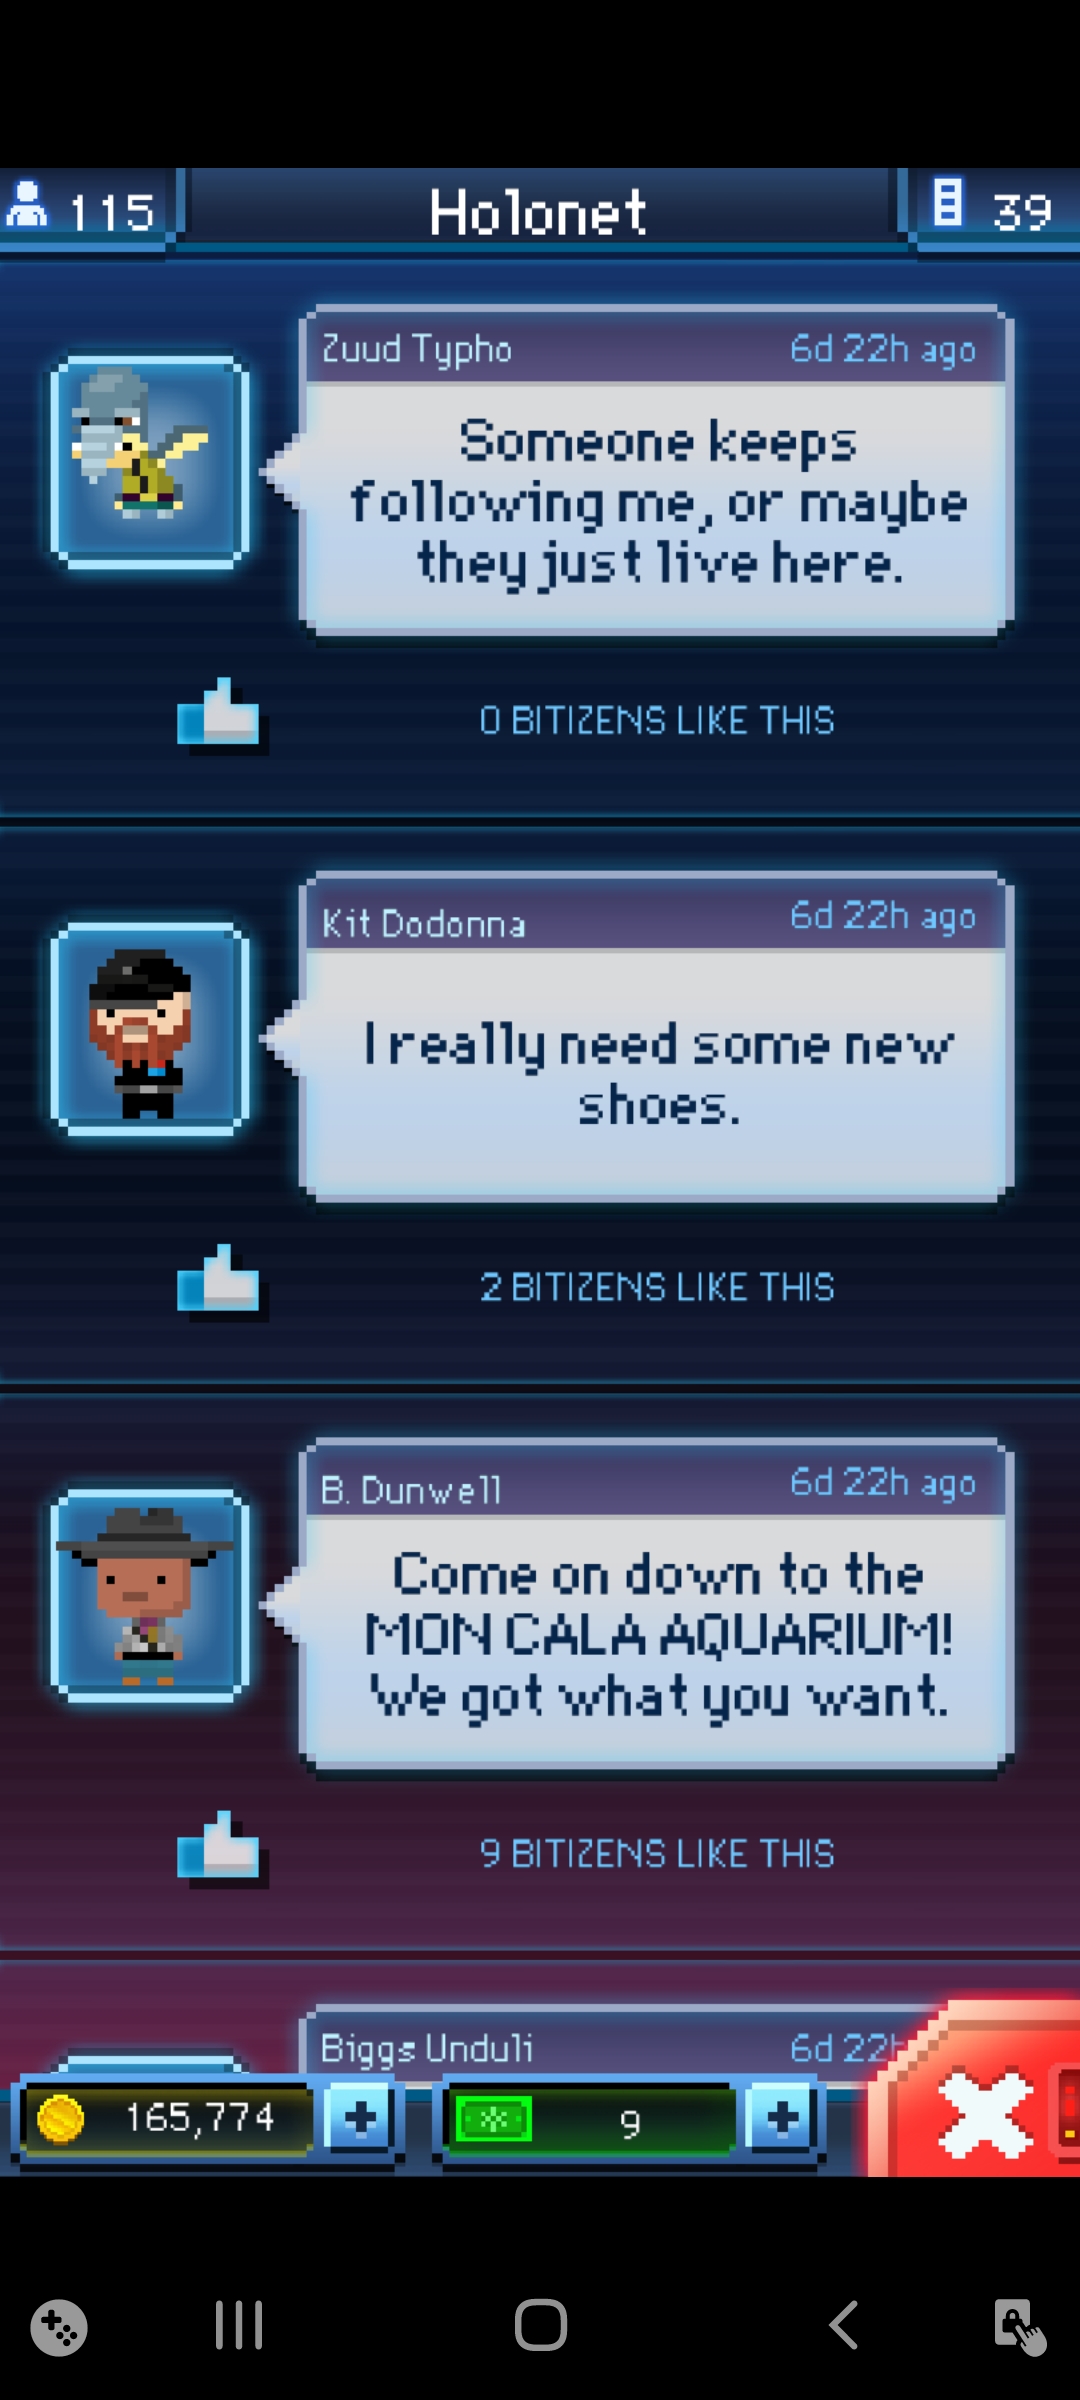 115 Holonet 39
Zuud Typho 6d 22h ago
Someone keeps
following me, or maybe
they just live here.
0 BITIZENS LIKE THIS
Kit Dodonna 6d 22h ago
I really need some new
shoes.
2 BITIZENS LIKE THIS
B. Dunwell 6d 22h ago
Come on down to the
MON CALA AQUARIUM!
We got what you want.
9 BITIZENS LIKE THIS
Biggs Unduli 6d 22h
165,774 9